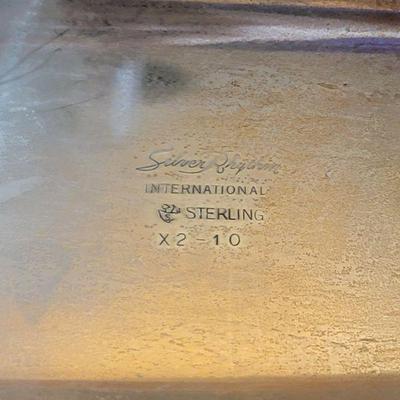 Silver Rhythm
INTERNATIONAL
STERLING
X2-10